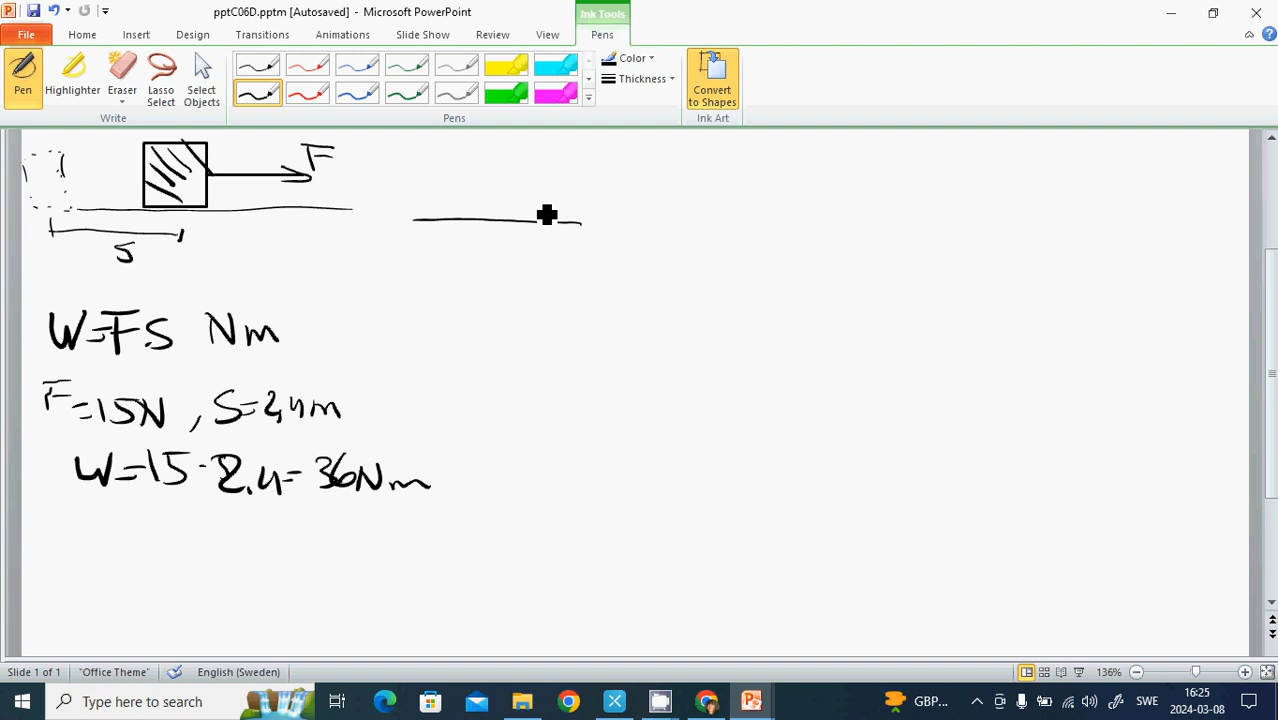 pptC06D.pptm [Autosaved] - Microsoft PowerPoint
Ink Tools
File Home Insert Design Transitions Animations Slide Show Review View Pens
Pen Highlighter Eraser Lasso Select Select Objects
Color
Thickness
Convert to Shapes
Write Pens Ink Art
F
S
W=F.S Nm
F=15N, S=2,4m
W=15·2.4=36Nm
Slide 1 of 1 "Office Theme" English (Sweden) 136%
Type here to search
GBP...
SWE
16:25
2024-03-08